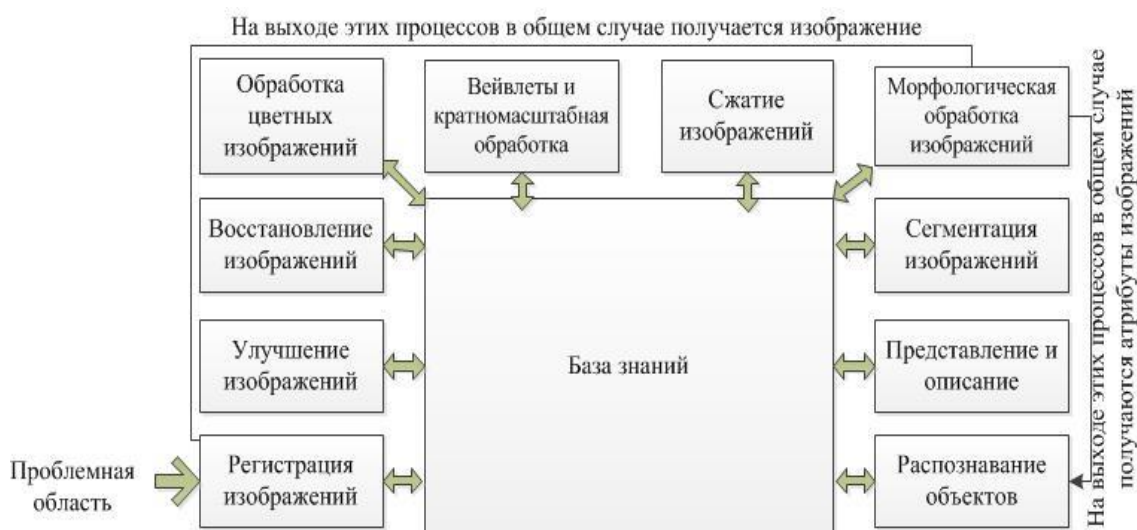 На выходе этих процессов в общем случае получается изображение
Обработка
цветных
изображений
Вейвлеты и
кратномасштабная
обработка
Сжатие
изображений
Морфологическая
обработка
изображений
Восстановление
изображений
Сегментация
изображений
Улучшение
изображений
База знаний
Представление и
описание
Проблемная
область
Регистрация
изображений
Распознавание
объектов
На выходе этих процессов в общем случае
получаются атрибуты изображений